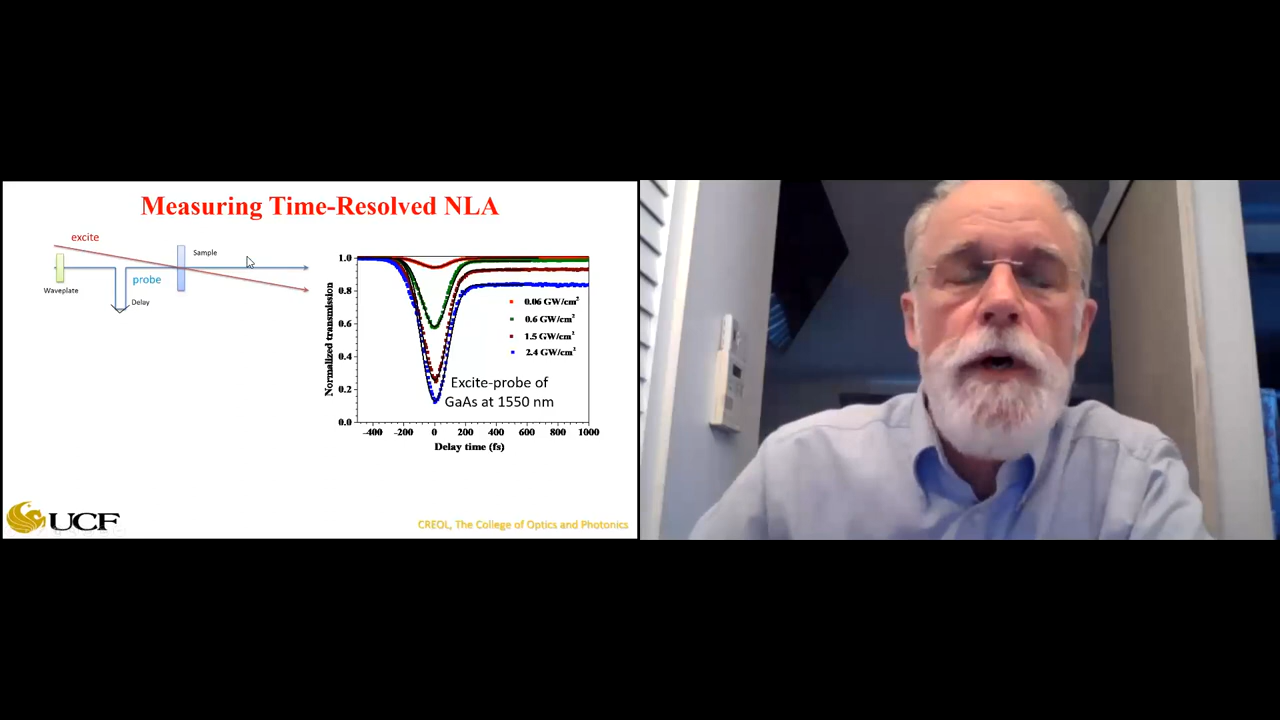 Measuring Time-Resolved NLA
excite
Sample
probe
Waveplate
Delay
Normalized transmission
1.0
0.8
0.6
0.4
0.2
0.0
0.06 GW/cm²
0.6 GW/cm²
1.5 GW/cm²
2.4 GW/cm²
Excite-probe of
GaAs at 1550 nm
-400 -200 0 200 400 600 800 1000
Delay time (fs)
UCF
CREOL, The College of Optics and Photonics